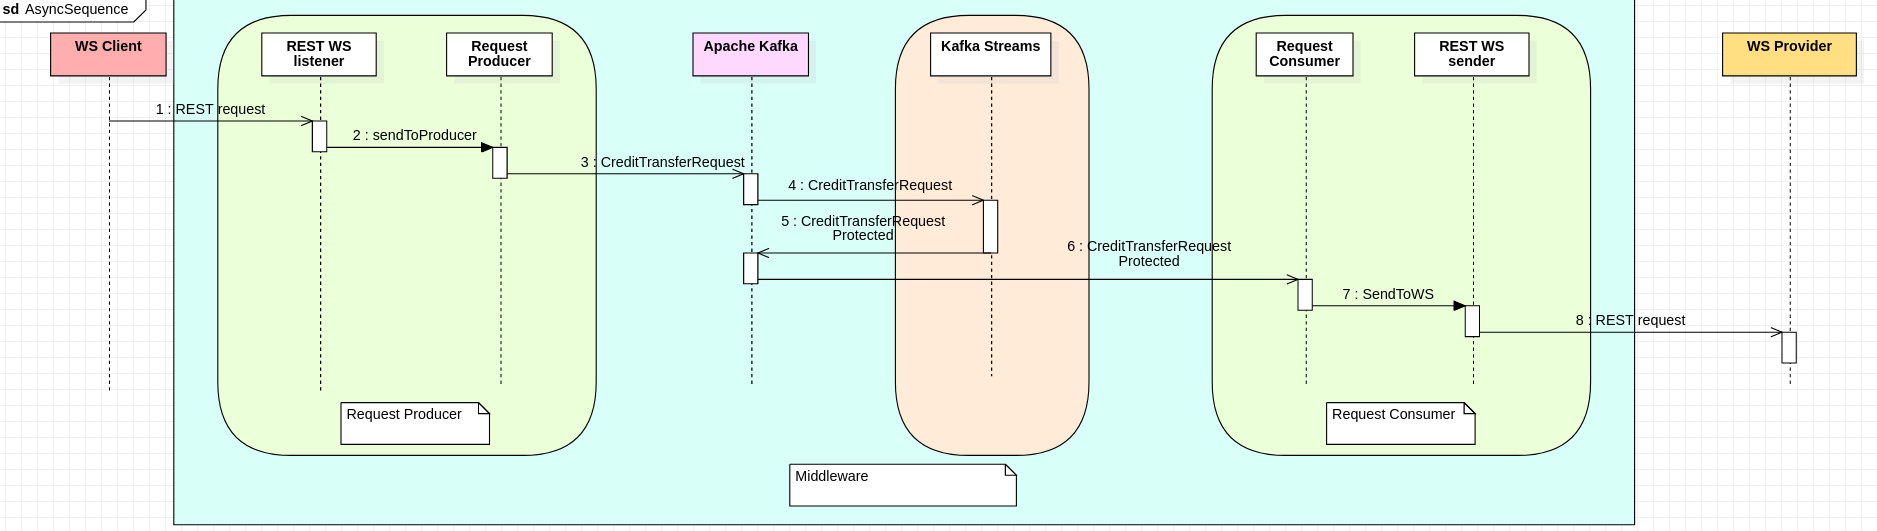 sd AsyncSequence
WS Client
REST WS
listener
Request
Producer
Apache Kafka
Kafka Streams
Request
Consumer
REST WS
sender
WS Provider
1 : REST request
2 : sendToProducer
3 : CreditTransferRequest
4 : CreditTransferRequest
5 : CreditTransferRequest
Protected
6 : CreditTransferRequest
Protected
7 : SendToWS
8 : REST request
Request Producer
Request Consumer
Middleware